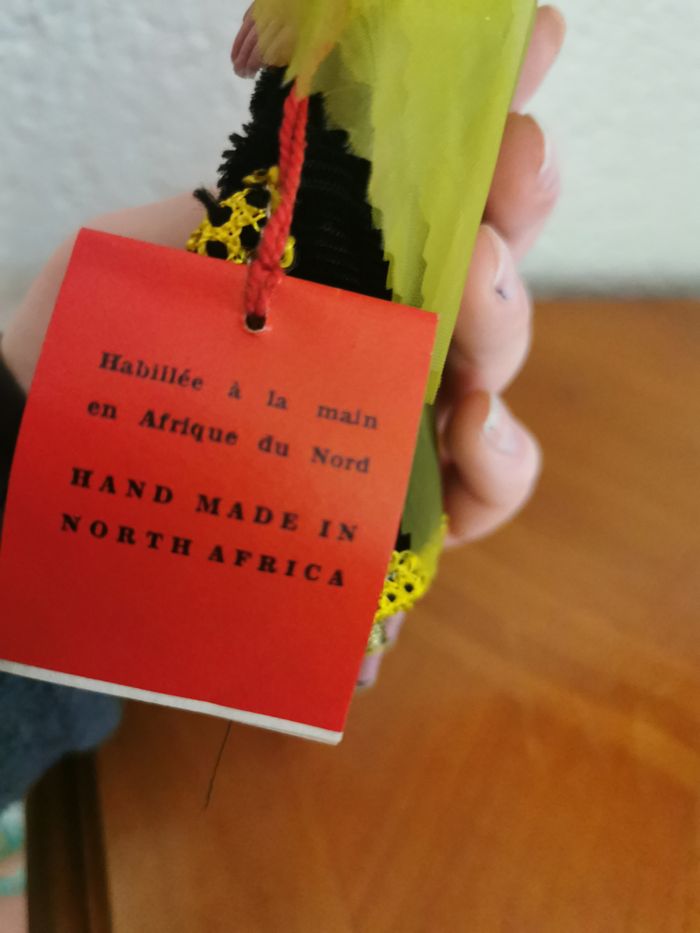 Habillée à la main
en Afrique du Nord
HAND MADE IN
NORTH AFRICA